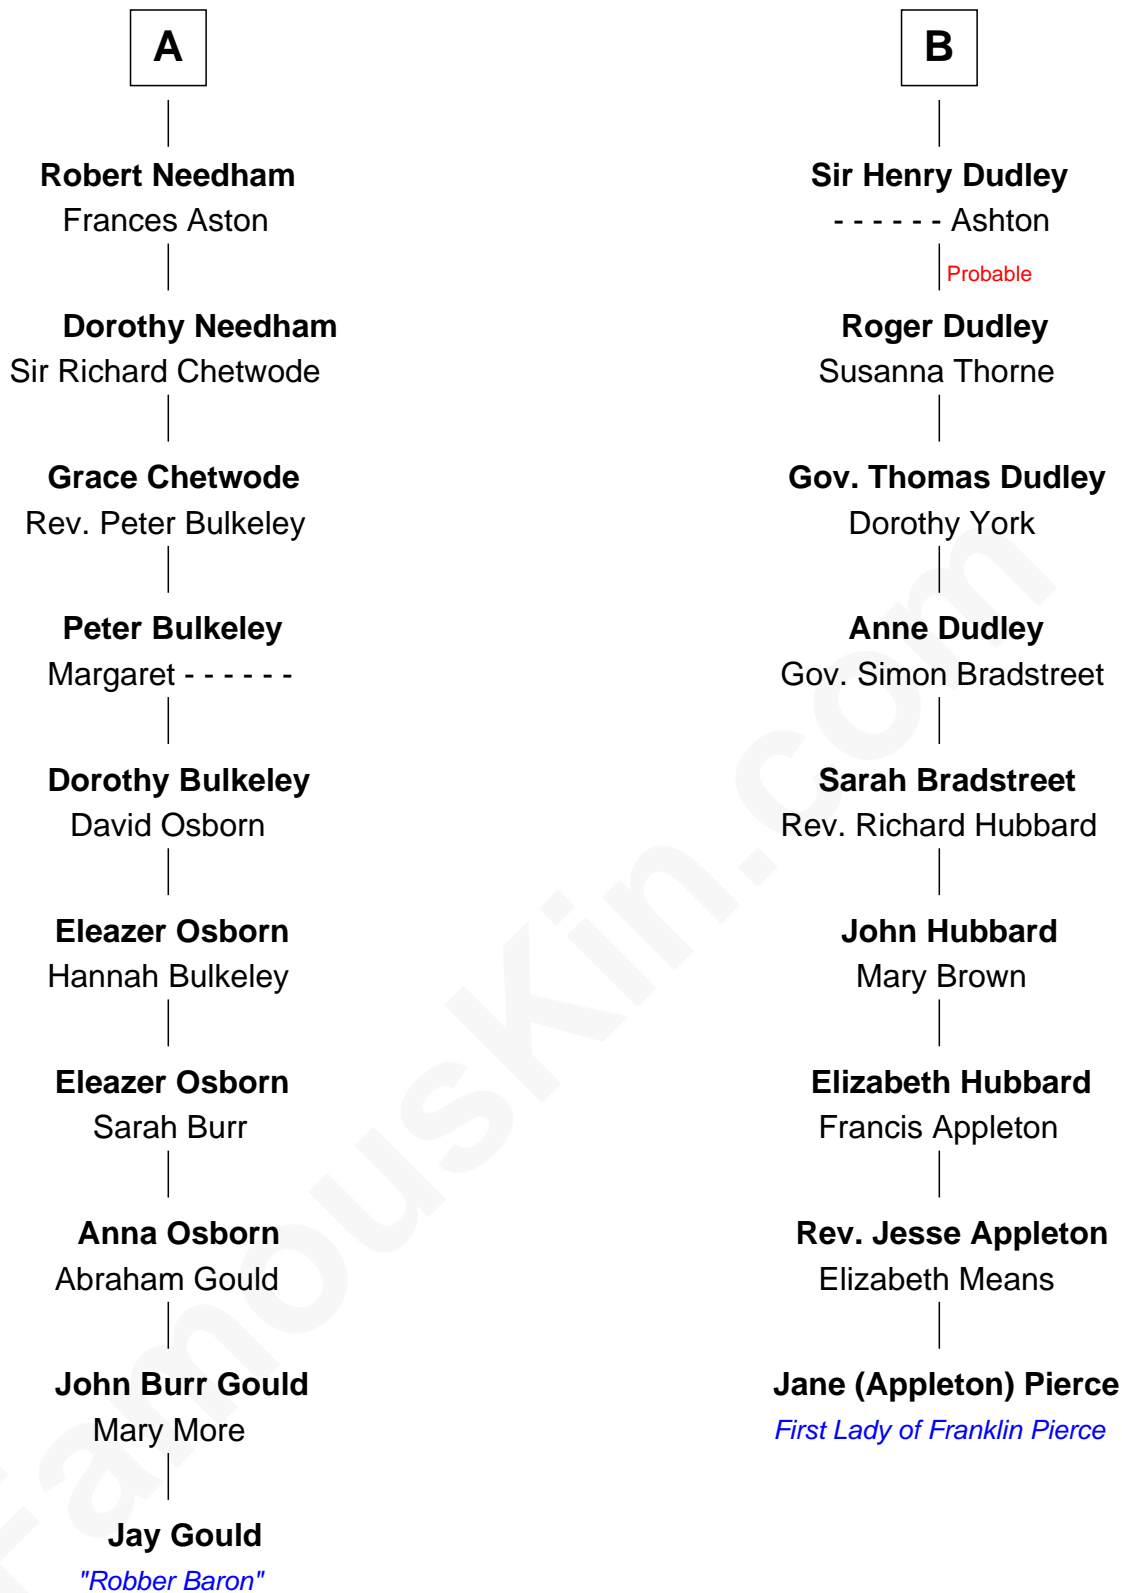 A
Robert Needham
Frances Aston
Dorothy Needham
Sir Richard Chetwode
Grace Chetwode
Rev. Peter Bulkeley
Peter Bulkeley
Margaret - - - - - -
Dorothy Bulkeley
David Osborn
Eleazer Osborn
Hannah Bulkeley
Eleazer Osborn
Sarah Burr
Anna Osborn
Abraham Gould
John Burr Gould
Mary More
Jay Gould
"Robber Baron"
B
Sir Henry Dudley
- - - - - - Ashton
Probable
Roger Dudley
Susanna Thorne
Gov. Thomas Dudley
Dorothy York
Anne Dudley
Gov. Simon Bradstreet
Sarah Bradstreet
Rev. Richard Hubbard
John Hubbard
Mary Brown
Elizabeth Hubbard
Francis Appleton
Rev. Jesse Appleton
Elizabeth Means
Jane (Appleton) Pierce
First Lady of Franklin Pierce
FamousKin.com